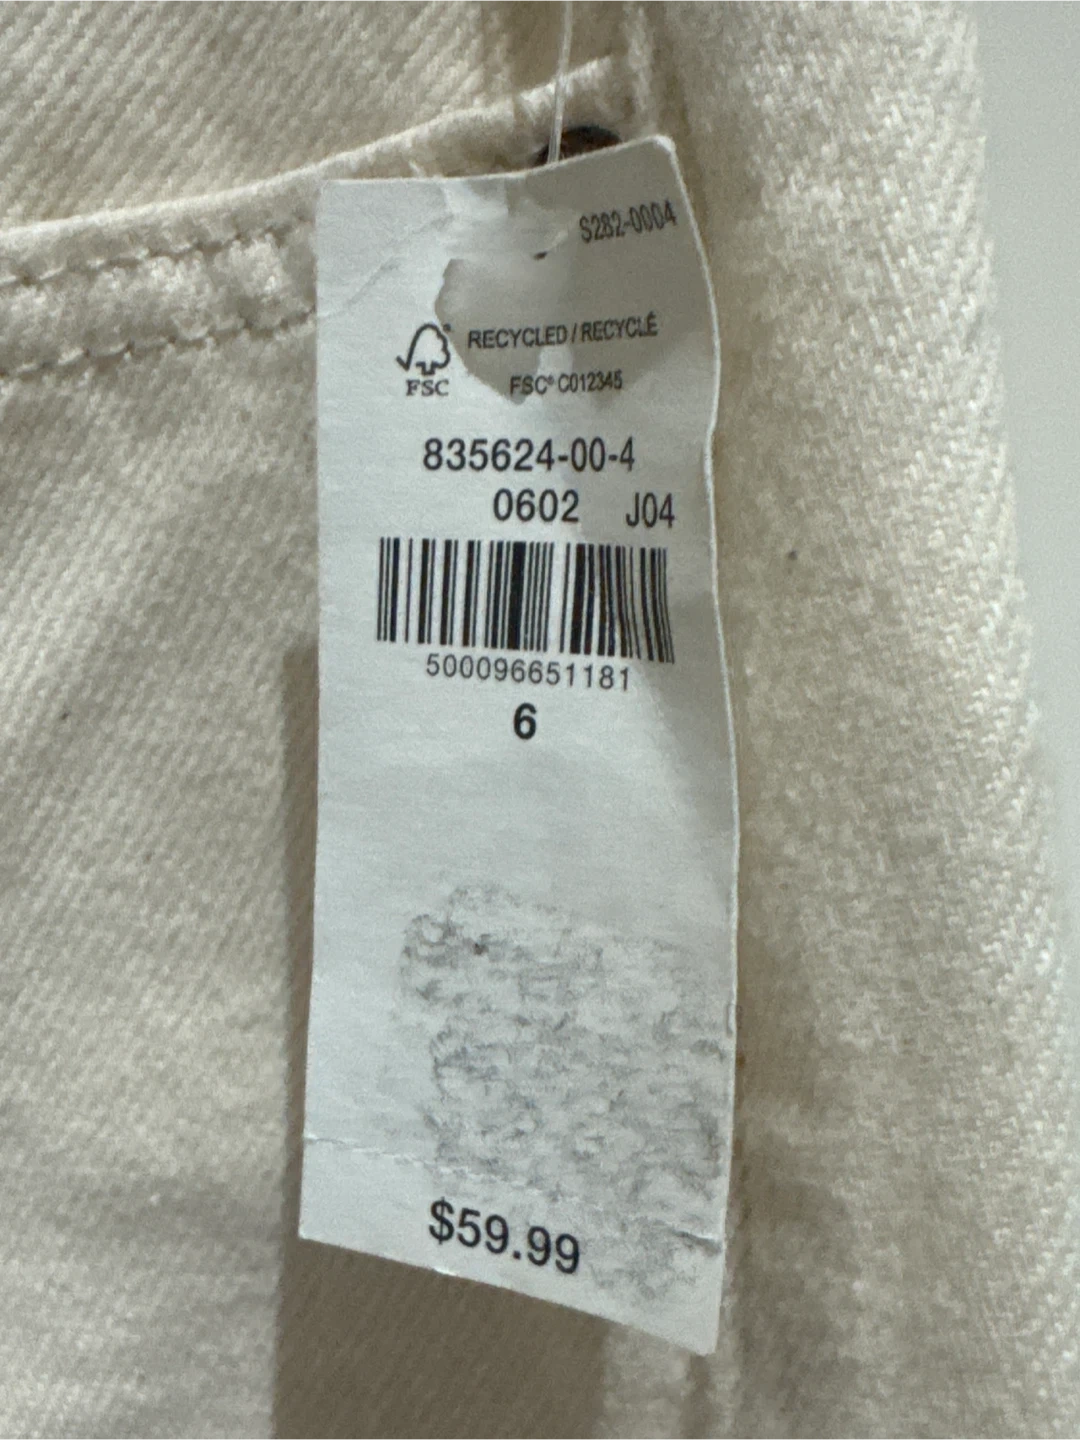 S282-0004
RECYCLED / RECYCLÉ
FSC
FSC® C012345
835624-00-4
0602 J04
500096651181
6
$59.99